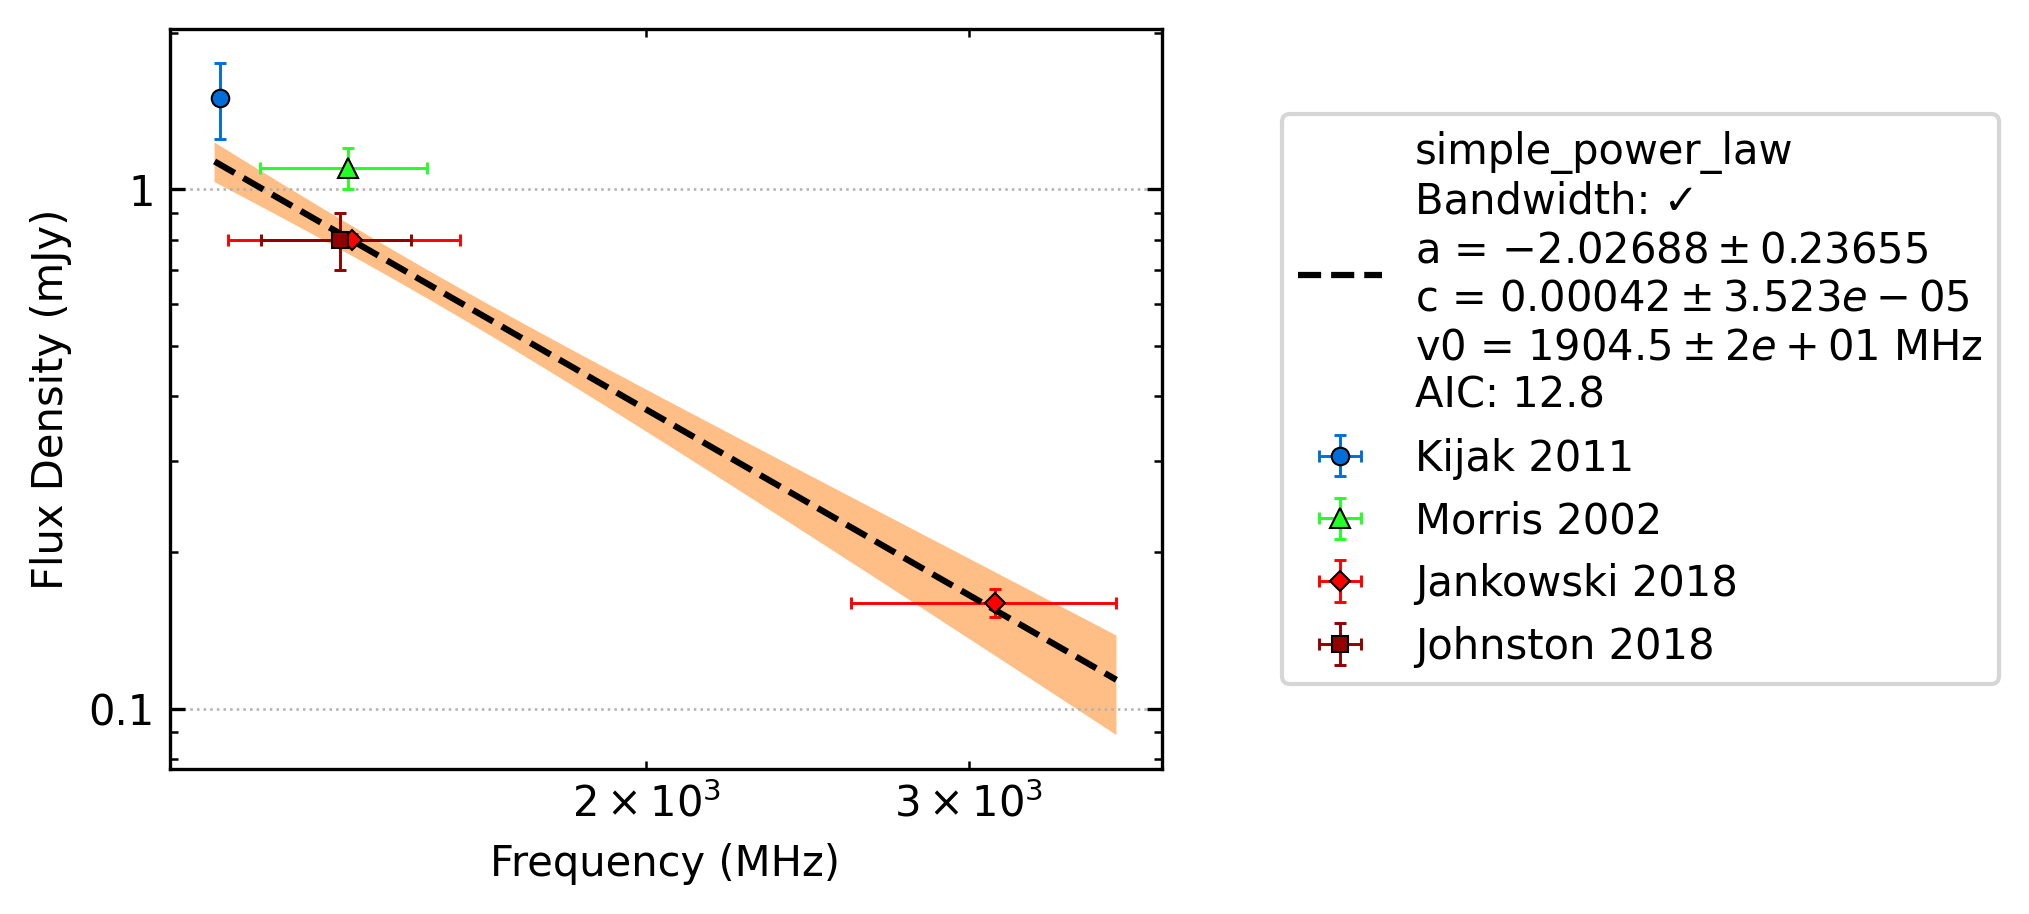 Flux Density (mJy)
1
0.1
2 × 10³
3 × 10³
Frequency (MHz)
simple_power_law
Bandwidth: ✓
a = −2.02688 ± 0.23655
c = 0.00042 ± 3.523e − 05
v0 = 1904.5 ± 2e + 01 MHz
AIC: 12.8
Kijak 2011
Morris 2002
Jankowski 2018
Johnston 2018